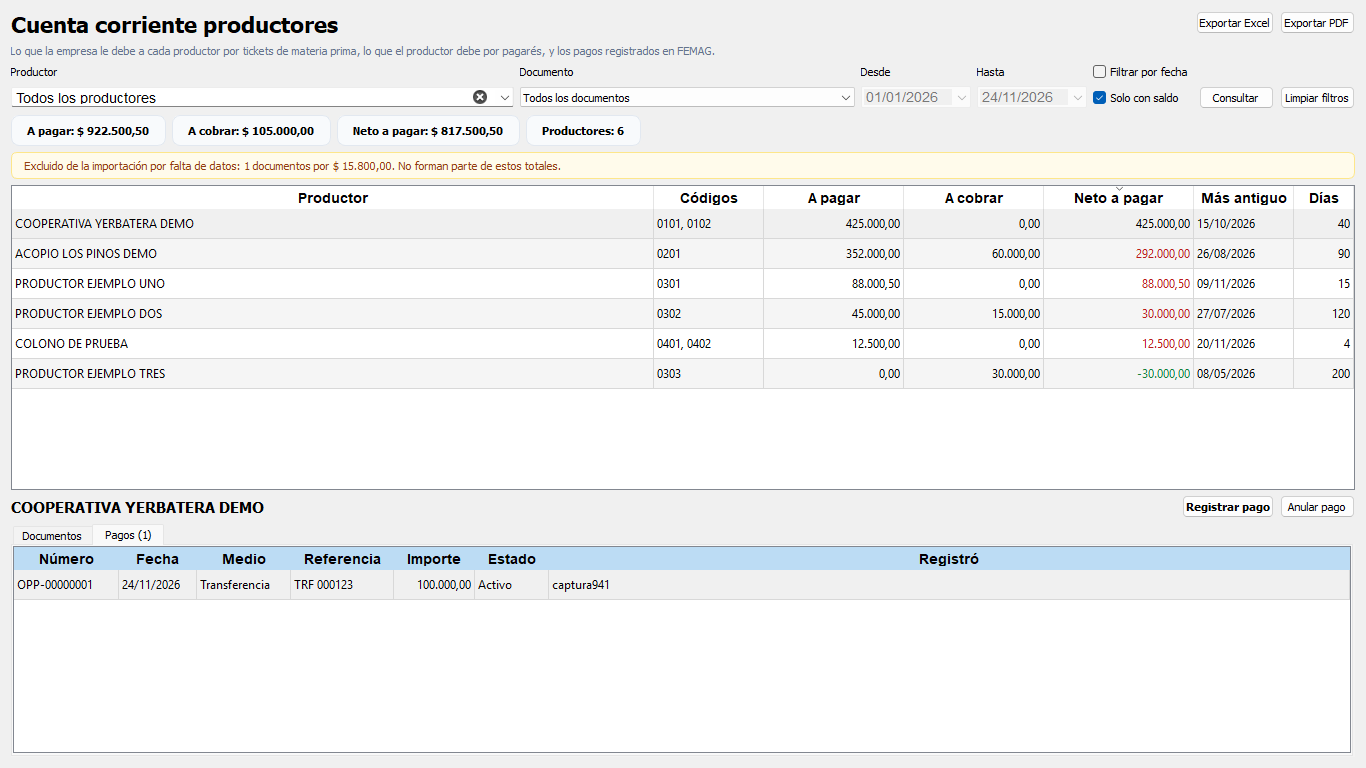 Cuenta corriente productores
Exportar Excel
Exportar PDF
Lo que la empresa le debe a cada productor por tickets de materia prima, lo que el productor debe por pagarés, y los pagos registrados en FEMAG.
Productor
Documento
Desde
Hasta
Filtrar por fecha
Todos los productores
Todos los documentos
01/01/2026
24/11/2026
Solo con saldo
Consultar
Limpiar filtros
A pagar: $ 922.500,50
A cobrar: $ 105.000,00
Neto a pagar: $ 817.500,50
Productores: 6
Excluido de la importación por falta de datos: 1 documentos por $ 15.800,00. No forman parte de estos totales.
Productor Códigos A pagar A cobrar Neto a pagar Más antiguo Días
COOPERATIVA YERBATERA DEMO 0101, 0102 425.000,00 0,00 425.000,00 15/10/2026 40
ACOPIO LOS PINOS DEMO 0201 352.000,00 60.000,00 292.000,00 26/08/2026 90
PRODUCTOR EJEMPLO UNO 0301 88.000,50 0,00 88.000,50 09/11/2026 15
PRODUCTOR EJEMPLO DOS 0302 45.000,00 15.000,00 30.000,00 27/07/2026 120
COLONO DE PRUEBA 0401, 0402 12.500,00 0,00 12.500,00 20/11/2026 4
PRODUCTOR EJEMPLO TRES 0303 0,00 30.000,00 -30.000,00 08/05/2026 200
COOPERATIVA YERBATERA DEMO
Registrar pago
Anular pago
Documentos
Pagos (1)
Número Fecha Medio Referencia Importe Estado Registró
OPP-00000001 24/11/2026 Transferencia TRF 000123 100.000,00 Activo captura941